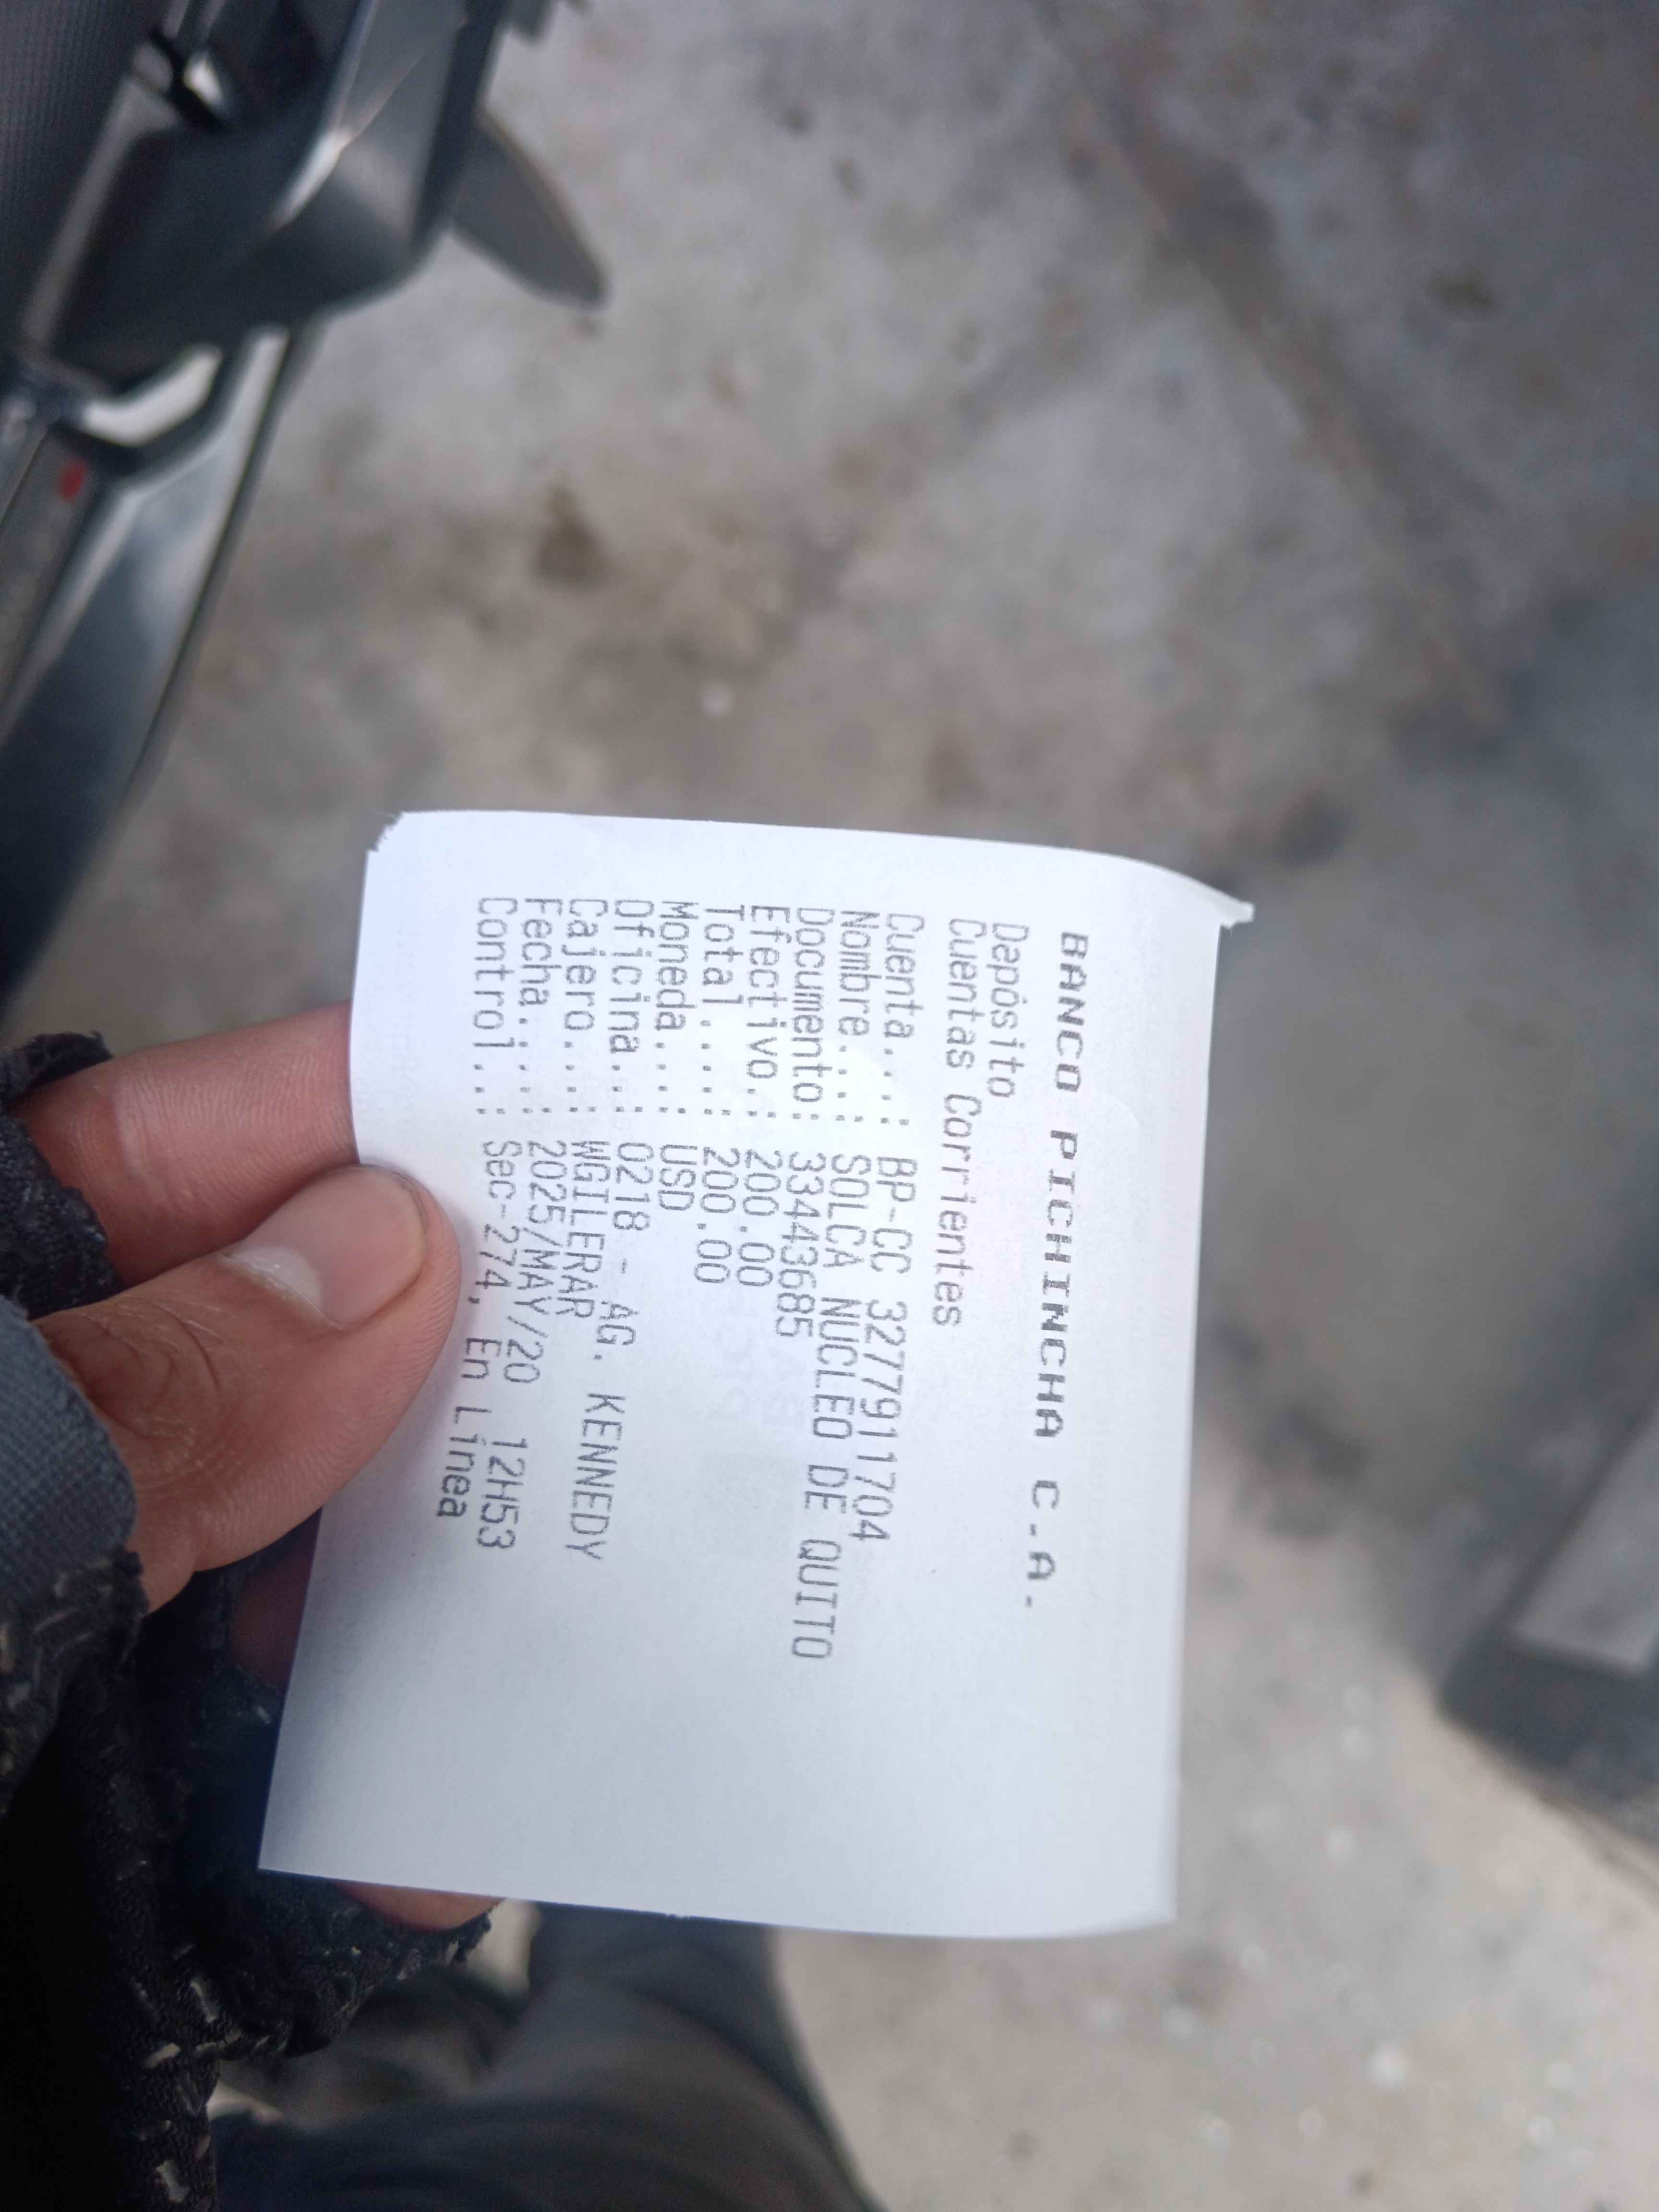 BANCO PICHINCHA C.A.
Depósito
Cuentas Corrientes
Cuenta...: BP-CC 3277911704
Nombre...: SOLCA NUCLEO DE QUITO
Documento: 334443685
Efectivo.: 200.00
Total....: 200.00
Moneda...: USD
Oficina..: 0218 - AG. KENNEDY
Cajero...: WGILERAR
Fecha....: 2025/MAY/20 12H53
Control..: Sec-274, En Línea